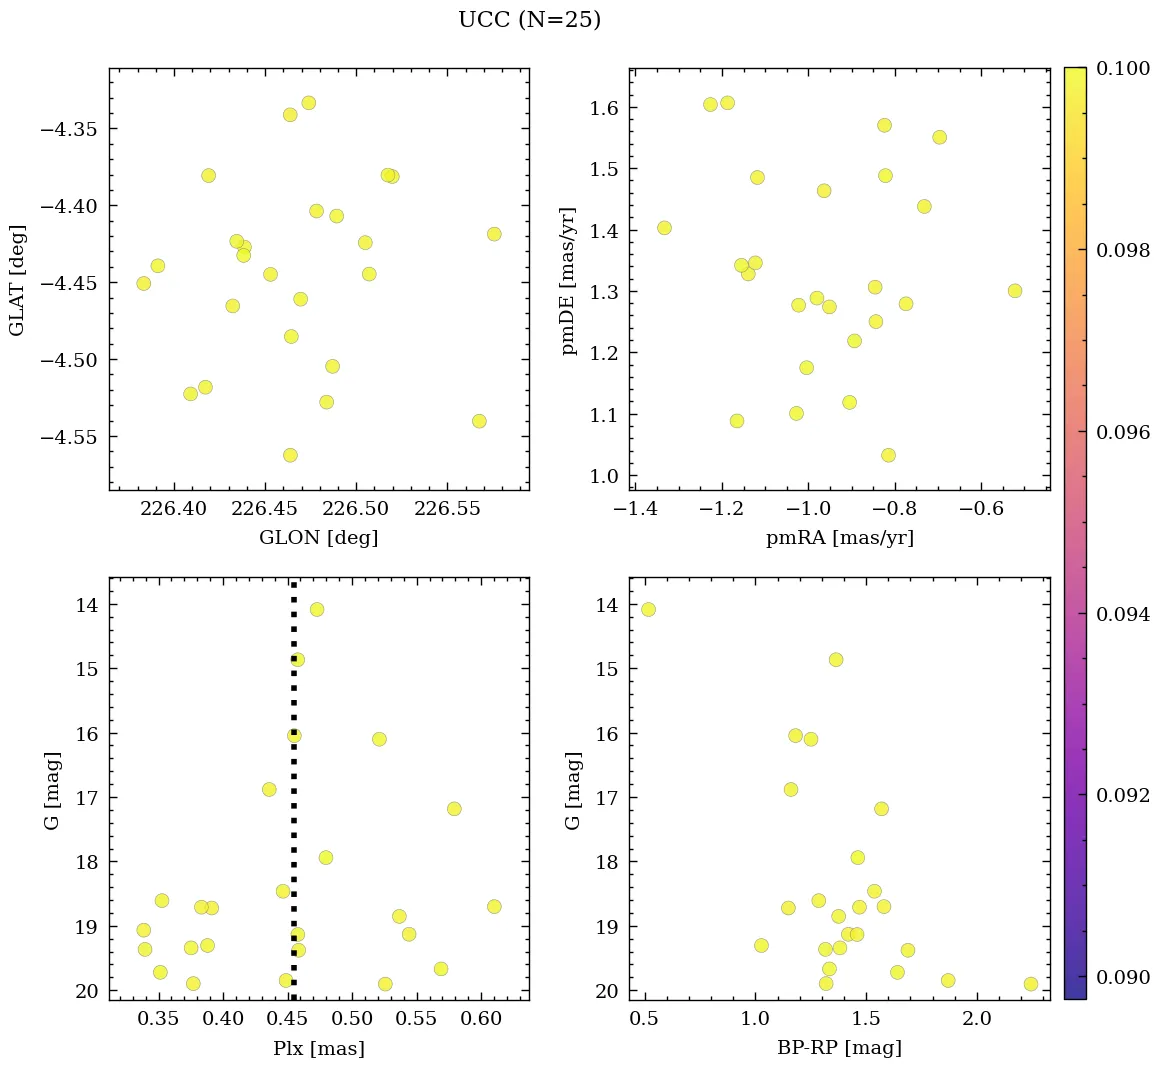 UCC (N=25)
−4.35
−4.40
−4.45
−4.50
−4.55
GLAT [deg]
226.40 226.45 226.50 226.55
GLON [deg]
1.6
1.5
1.4
1.3
1.2
1.1
1.0
pmDE [mas/yr]
−1.4 −1.2 −1.0 −0.8 −0.6
pmRA [mas/yr]
14
15
16
17
18
19
20
G [mag]
0.35 0.40 0.45 0.50 0.55 0.60
Plx [mas]
14
15
16
17
18
19
20
G [mag]
0.5 1.0 1.5 2.0
BP-RP [mag]
0.100
0.098
0.096
0.094
0.092
0.090